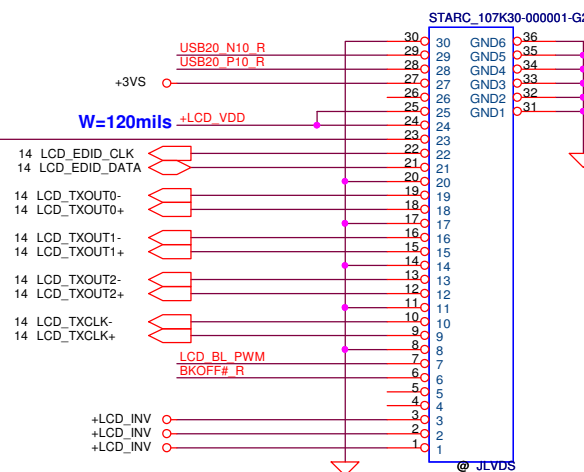 STARC_107K30-000001-G2
30 30 GND6 36
USB20_N10_R 29 29 GND5 35
USB20_P10_R 28 28 GND4 34
+3VS 27 27 GND3 33
26 26 GND2 32
25 25 GND1 31
W=120mils +LCD_VDD 24 24
23 23
14 LCD_EDID_CLK 22 22
14 LCD_EDID_DATA 21 21
20 20
14 LCD_TXOUT0- 19 19
14 LCD_TXOUT0+ 18 18
17 17
14 LCD_TXOUT1- 16 16
14 LCD_TXOUT1+ 15 15
14 14
14 LCD_TXOUT2- 13 13
14 LCD_TXOUT2+ 12 12
11 11
14 LCD_TXCLK- 10 10
14 LCD_TXCLK+ 9 9
8 8
LCD_BL_PWM 7 7
BKOFF#_R 6 6
5 5
4 4
+LCD_INV 3 3
+LCD_INV 2 2
+LCD_INV 1 1
@ JLVDS